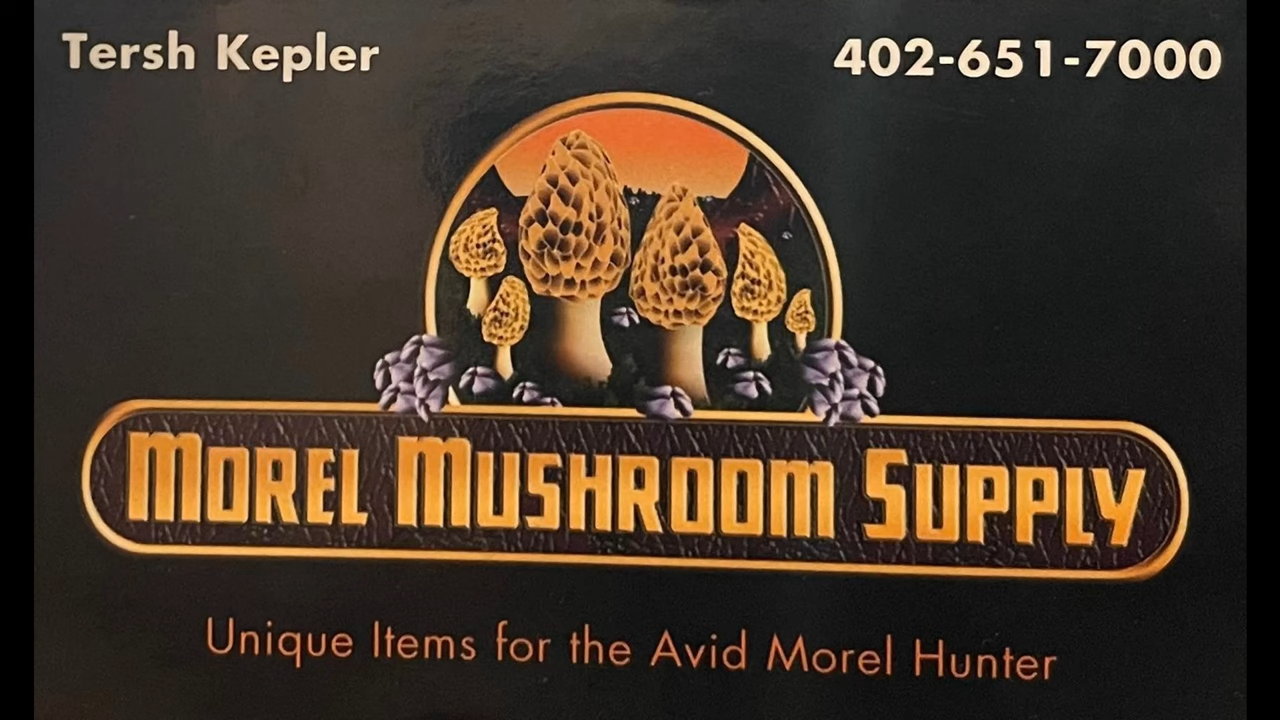 Tersh Kepler
402-651-7000
MOREL MUSHROOM SUPPLY
Unique Items for the Avid Morel Hunter